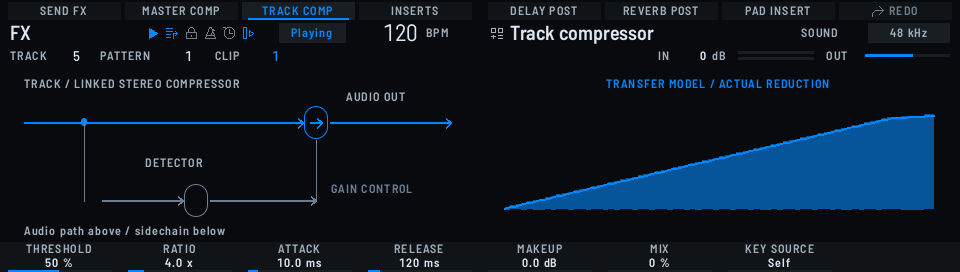 SEND FX
MASTER COMP
TRACK COMP
INSERTS
DELAY POST
REVERB POST
PAD INSERT
REDO
FX
Playing
120 BPM
Track compressor
SOUND
48 kHz
TRACK 5 PATTERN 1 CLIP 1
IN 0 dB
OUT
TRACK / LINKED STEREO COMPRESSOR
TRANSFER MODEL / ACTUAL REDUCTION
AUDIO OUT
DETECTOR
GAIN CONTROL
Audio path above / sidechain below
THRESHOLD
50 %
RATIO
4.0 x
ATTACK
10.0 ms
RELEASE
120 ms
MAKEUP
0.0 dB
MIX
0 %
KEY SOURCE
Self